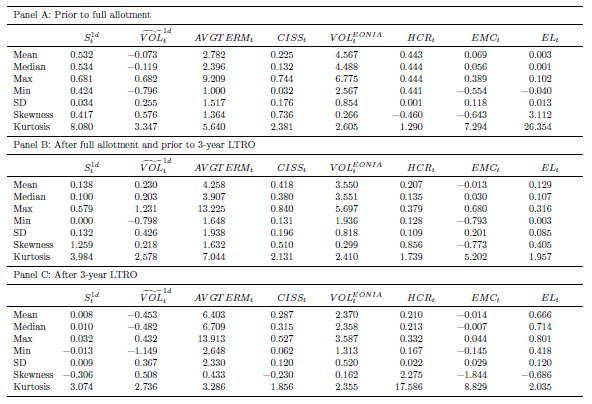 Panel A: Prior to full allotment
S_t^{1d} \widetilde{VOL}_t^{1d} AVGTERM_t CISS_t VOL_t^{EONIA} HCR_t EMC_t EL_t
Mean 0.532 −0.073 2.782 0.225 4.567 0.443 0.069 0.003
Median 0.534 −0.119 2.396 0.132 4.488 0.444 0.056 0.001
Max 0.681 0.682 9.209 0.744 6.775 0.444 0.389 0.102
Min 0.424 −0.796 1.000 0.032 2.567 0.441 −0.554 −0.040
SD 0.034 0.255 1.517 0.176 0.854 0.001 0.118 0.013
Skewness 0.417 0.576 1.364 0.736 0.266 −0.460 −0.643 3.112
Kurtosis 8.080 3.347 5.640 2.381 2.605 1.290 7.294 26.354
Panel B: After full allotment and prior to 3-year LTRO
S_t^{1d} \widetilde{VOL}_t^{1d} AVGTERM_t CISS_t VOL_t^{EONIA} HCR_t EMC_t EL_t
Mean 0.138 0.230 4.258 0.418 3.550 0.207 −0.013 0.129
Median 0.100 0.203 3.907 0.380 3.551 0.135 0.030 0.107
Max 0.579 1.231 13.225 0.840 5.697 0.379 0.680 0.316
Min 0.000 −0.798 1.648 0.131 1.936 0.128 −0.793 0.003
SD 0.132 0.426 1.938 0.196 0.818 0.109 0.201 0.085
Skewness 1.259 0.218 1.632 0.510 0.299 0.856 −0.773 0.405
Kurtosis 3.984 2.578 7.044 2.131 2.410 1.739 5.202 1.957
Panel C: After 3-year LTRO
S_t^{1d} \widetilde{VOL}_t^{1d} AVGTERM_t CISS_t VOL_t^{EONIA} HCR_t EMC_t EL_t
Mean 0.008 −0.453 6.403 0.287 2.370 0.210 −0.014 0.666
Median 0.010 −0.482 6.709 0.315 2.358 0.213 −0.007 0.714
Max 0.032 0.432 13.913 0.527 3.587 0.332 0.044 0.801
Min −0.013 −1.149 2.648 0.062 1.313 0.167 −0.145 0.418
SD 0.009 0.367 2.330 0.120 0.520 0.022 0.029 0.120
Skewness −0.306 0.508 0.433 −0.230 0.162 2.275 −1.844 −0.686
Kurtosis 3.074 2.736 3.286 1.856 2.355 17.586 8.829 2.035